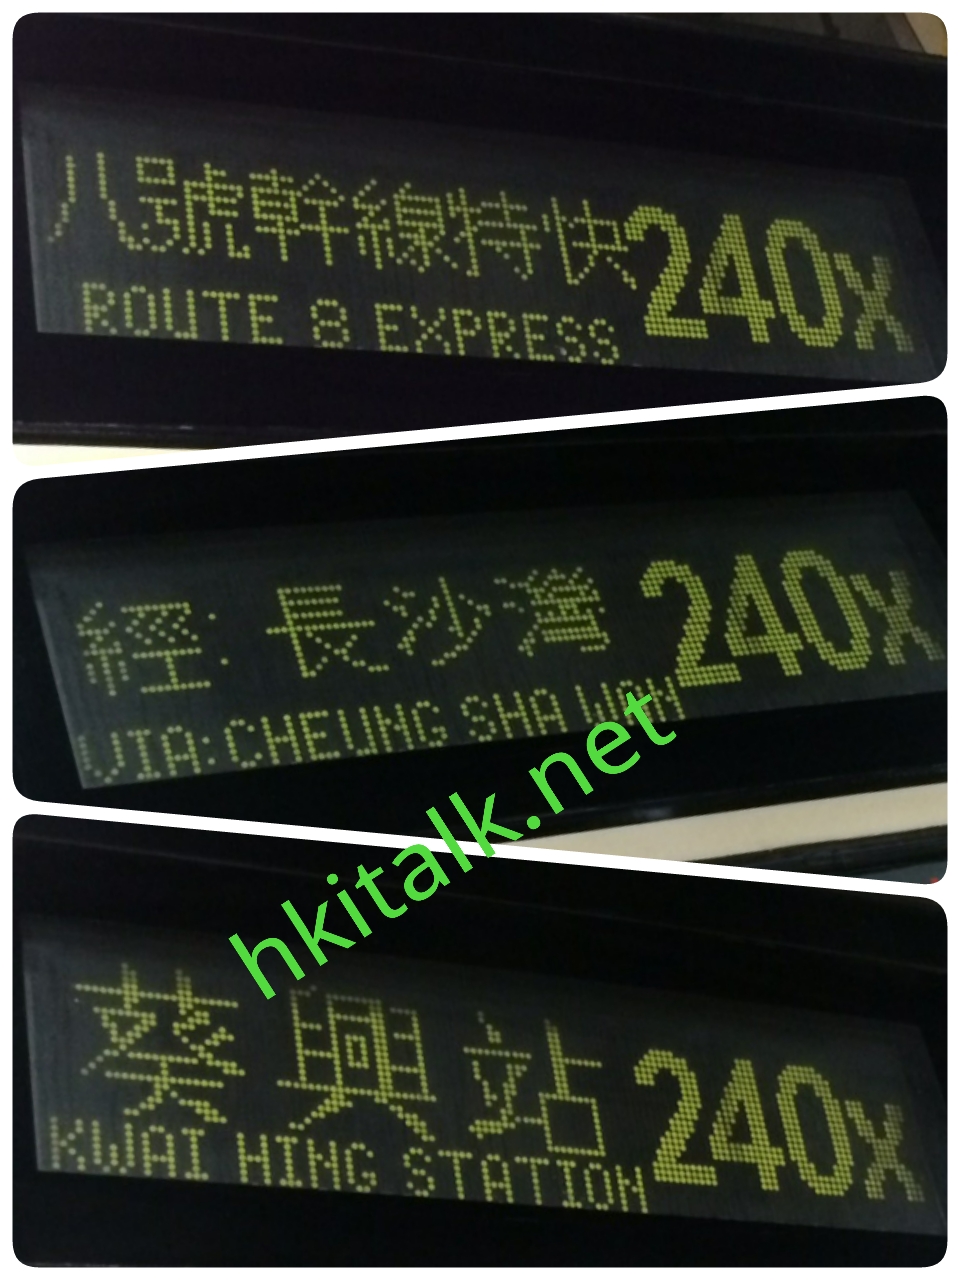 八號幹線特快 240X
ROUTE 8 EXPRESS
經: 長沙灣 240X
VIA:CHEUNG SHA WAN
hkitalk.net
葵興站 240X
KWAI HING STATION